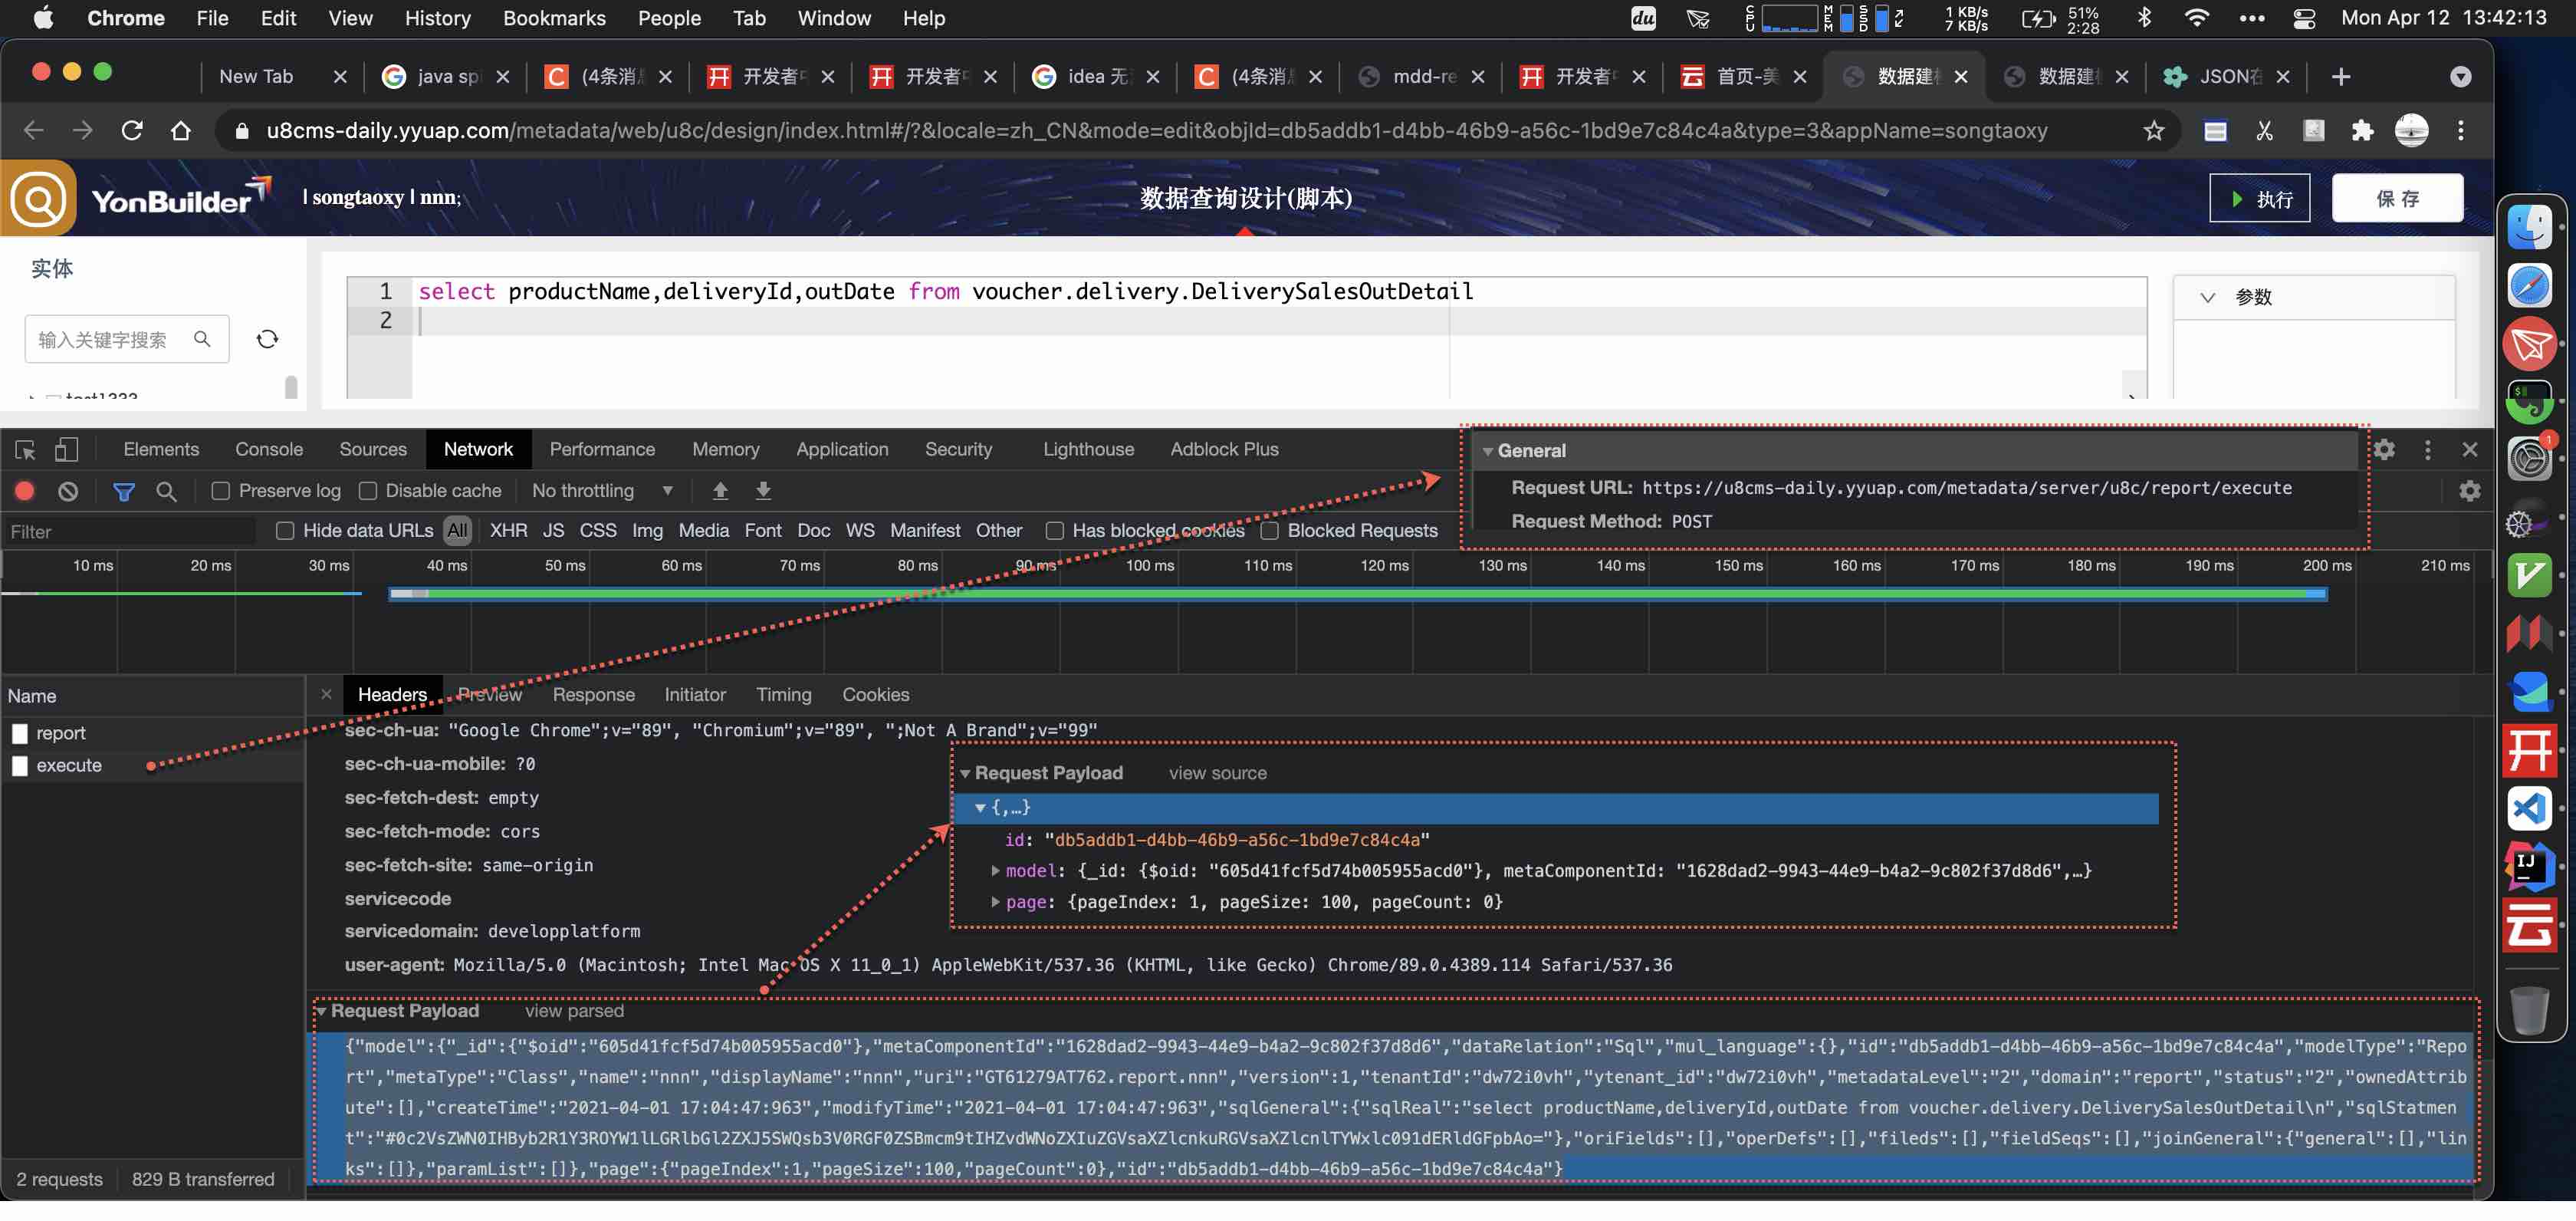 Chrome File Edit View History Bookmarks People Tab Window Help
du CPU MEM SSD 1 KB/s 7 KB/s 51% 2:28 Mon Apr 12 13:42:13
New Tab java sp (4条消 开发者 开发者 idea 无 (4条消 mdd-re 开发者 首页-美 数据建 数据建 JSON在
u8cms-daily.yyuap.com/metadata/web/u8c/design/index.html#/?&locale=zh_CN&mode=edit&objId=db5addb1-d4bb-46b9-a56c-1bd9e7c84c4a&type=3&appName=songtaoxy
YonBuilder | songtaoxy | nnn; 数据查询设计(脚本) 执行 保存
实体
1 select productName,deliveryId,outDate from voucher.delivery.DeliverySalesOutDetail
2
参数
输入关键字搜索
test1333
Elements Console Sources Network Performance Memory Application Security Lighthouse Adblock Plus
General
Request URL: https://u8cms-daily.yyuap.com/metadata/server/u8c/report/execute
Request Method: POST
Preserve log Disable cache No throttling
Filter Hide data URLs All XHR JS CSS Img Media Font Doc WS Manifest Other Has blocked cookies Blocked Requests
10 ms 20 ms 30 ms 40 ms 50 ms 60 ms 70 ms 80 ms 90 ms 100 ms 110 ms 120 ms 130 ms 140 ms 150 ms 160 ms 170 ms 180 ms 190 ms 200 ms 210 ms
Name
report
execute
Headers Preview Response Initiator Timing Cookies
sec-ch-ua: "Google Chrome";v="89", "Chromium";v="89", ";Not A Brand";v="99"
sec-ch-ua-mobile: ?0
sec-fetch-dest: empty
sec-fetch-mode: cors
sec-fetch-site: same-origin
servicecode
servicedomain: developplatform
user-agent: Mozilla/5.0 (Macintosh; Intel Mac OS X 11_0_1) AppleWebKit/537.36 (KHTML, like Gecko) Chrome/89.0.4389.114 Safari/537.36
Request Payload view source
{,…}
id: "db5addb1-d4bb-46b9-a56c-1bd9e7c84c4a"
model: {_id: {$oid: "605d41fcf5d74b005955acd0"}, metaComponentId: "1628dad2-9943-44e9-b4a2-9c802f37d8d6",…}
page: {pageIndex: 1, pageSize: 100, pageCount: 0}
Request Payload view parsed
{"model":{"_id":{"$oid":"605d41fcf5d74b005955acd0"},"metaComponentId":"1628dad2-9943-44e9-b4a2-9c802f37d8d6","dataRelation":"Sql","mul_language":{},"id":"db5addb1-d4bb-46b9-a56c-1bd9e7c84c4a","modelType":"Repo
rt","metaType":"Class","name":"nnn","displayName":"nnn","uri":"GT61279AT762.report.nnn","version":1,"tenantId":"dw72i0vh","ytenant_id":"dw72i0vh","metadataLevel":"2","domain":"report","status":"2","ownedAttrib
ute":[],"createTime":"2021-04-01 17:04:47:963","modifyTime":"2021-04-01 17:04:47:963","sqlGeneral":{"sqlReal":"select productName,deliveryId,outDate from voucher.delivery.DeliverySalesOutDetail\n","sqlStatmen
t":"#0c2VsZWN0IHByb2R1Y3ROYW1lLGRlbGl2ZXJ5SWQsb3V0RGF0ZSBmcm9tIHZvdWNoZXIuZGVsaXZlcnkuRGVsaXZlcnlTYWxlc091dERldGFpbAo="},"oriFields":[],"operDefs":[],"fileds":[],"fieldSeqs":[],"joinGeneral":{"general":[],"lin
ks":[]},"paramList":[]},"page":{"pageIndex":1,"pageSize":100,"pageCount":0},"id":"db5addb1-d4bb-46b9-a56c-1bd9e7c84c4a"}
2 requests 829 B transferred